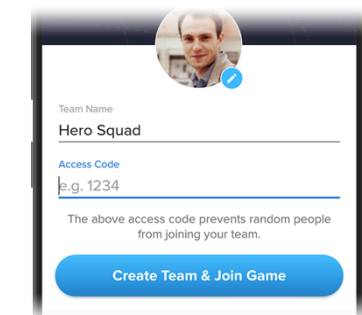 Team Name
Hero Squad
Access Code
e.g. 1234
The above access code prevents random people
from joining your team.
Create Team & Join Game